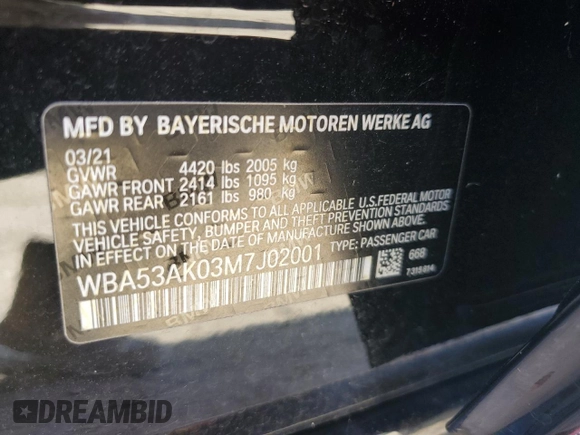 MFD BY BAYERISCHE MOTOREN WERKE AG
03/21
GVWR 4420 lbs 2005 kg
GAWR FRONT 2414 lbs 1095 kg
GAWR REAR 2161 lbs 980 kg
THIS VEHICLE CONFORMS TO ALL APPLICABLE U.S.FEDERAL MOTOR
VEHICLE SAFETY, BUMPER AND THEFT PREVENTION STANDARDS
IN EFFECT ON THE DATE OF MANUFACTURE SHOWN ABOVE.
WBA53AK03M7J02001 TYPE: PASSENGER CAR
668
DREAMBID